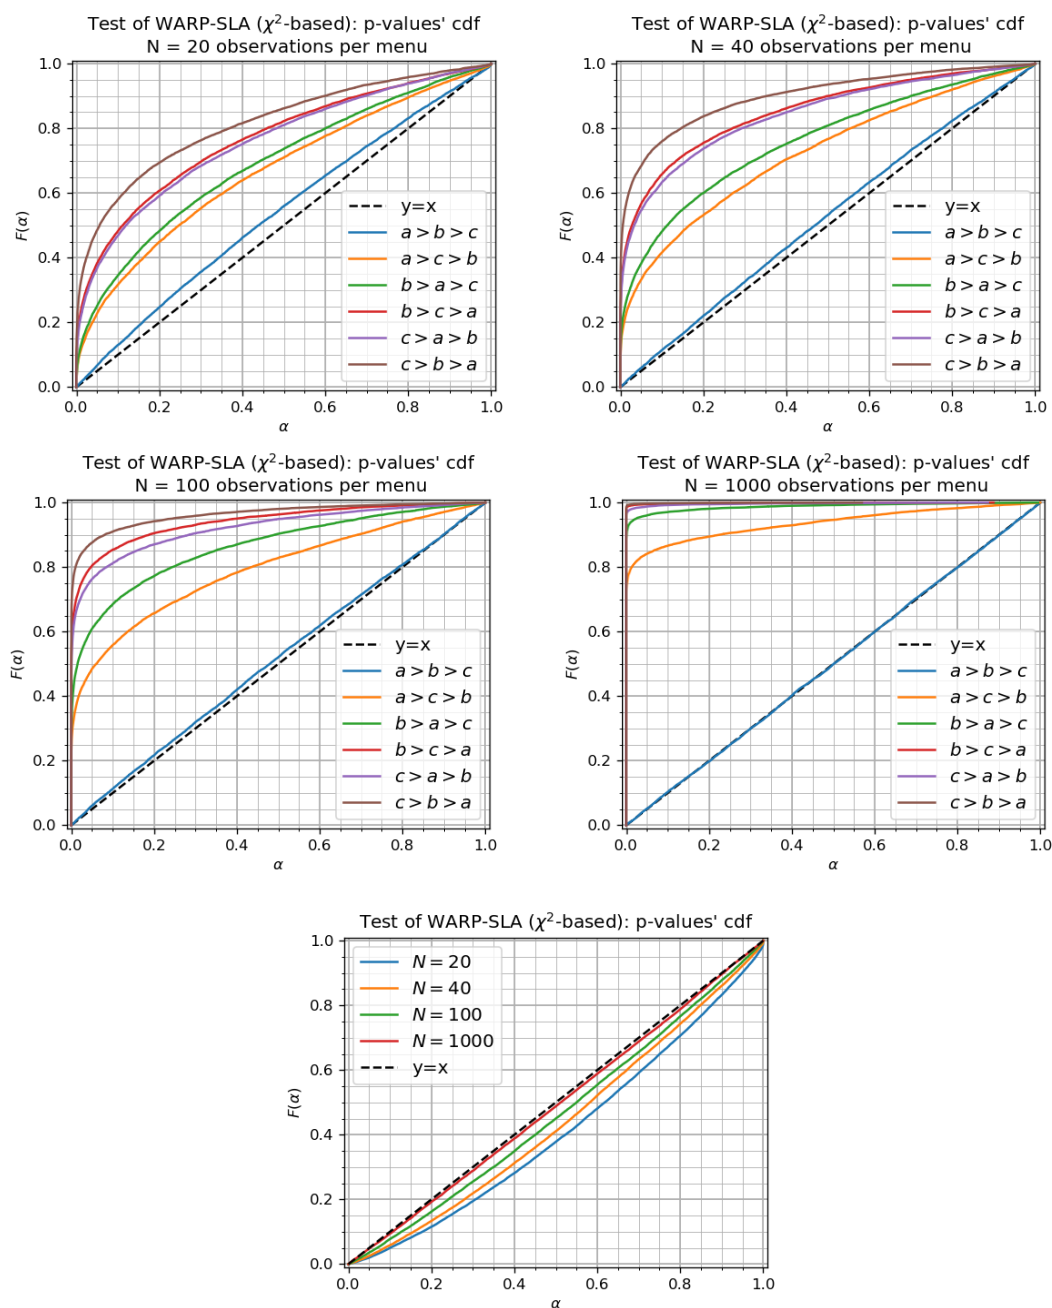 Test of WARP-SLA (χ²-based): p-values' cdf
N = 20 observations per menu
1.0
0.8
0.6
0.4
0.2
0.0
F(α)
y=x
a > b > c
a > c > b
b > a > c
b > c > a
c > a > b
c > b > a
0.0 0.2 0.4 0.6 0.8 1.0
α
Test of WARP-SLA (χ²-based): p-values' cdf
N = 40 observations per menu
1.0
0.8
0.6
0.4
0.2
0.0
F(α)
y=x
a > b > c
a > c > b
b > a > c
b > c > a
c > a > b
c > b > a
0.0 0.2 0.4 0.6 0.8 1.0
α
Test of WARP-SLA (χ²-based): p-values' cdf
N = 100 observations per menu
1.0
0.8
0.6
0.4
0.2
0.0
F(α)
y=x
a > b > c
a > c > b
b > a > c
b > c > a
c > a > b
c > b > a
0.0 0.2 0.4 0.6 0.8 1.0
α
Test of WARP-SLA (χ²-based): p-values' cdf
N = 1000 observations per menu
1.0
0.8
0.6
0.4
0.2
0.0
F(α)
y=x
a > b > c
a > c > b
b > a > c
b > c > a
c > a > b
c > b > a
0.0 0.2 0.4 0.6 0.8 1.0
α
Test of WARP-SLA (χ²-based): p-values' cdf
1.0
0.8
0.6
0.4
0.2
0.0
F(α)
N = 20
N = 40
N = 100
N = 1000
y=x
0.0 0.2 0.4 0.6 0.8 1.0
α